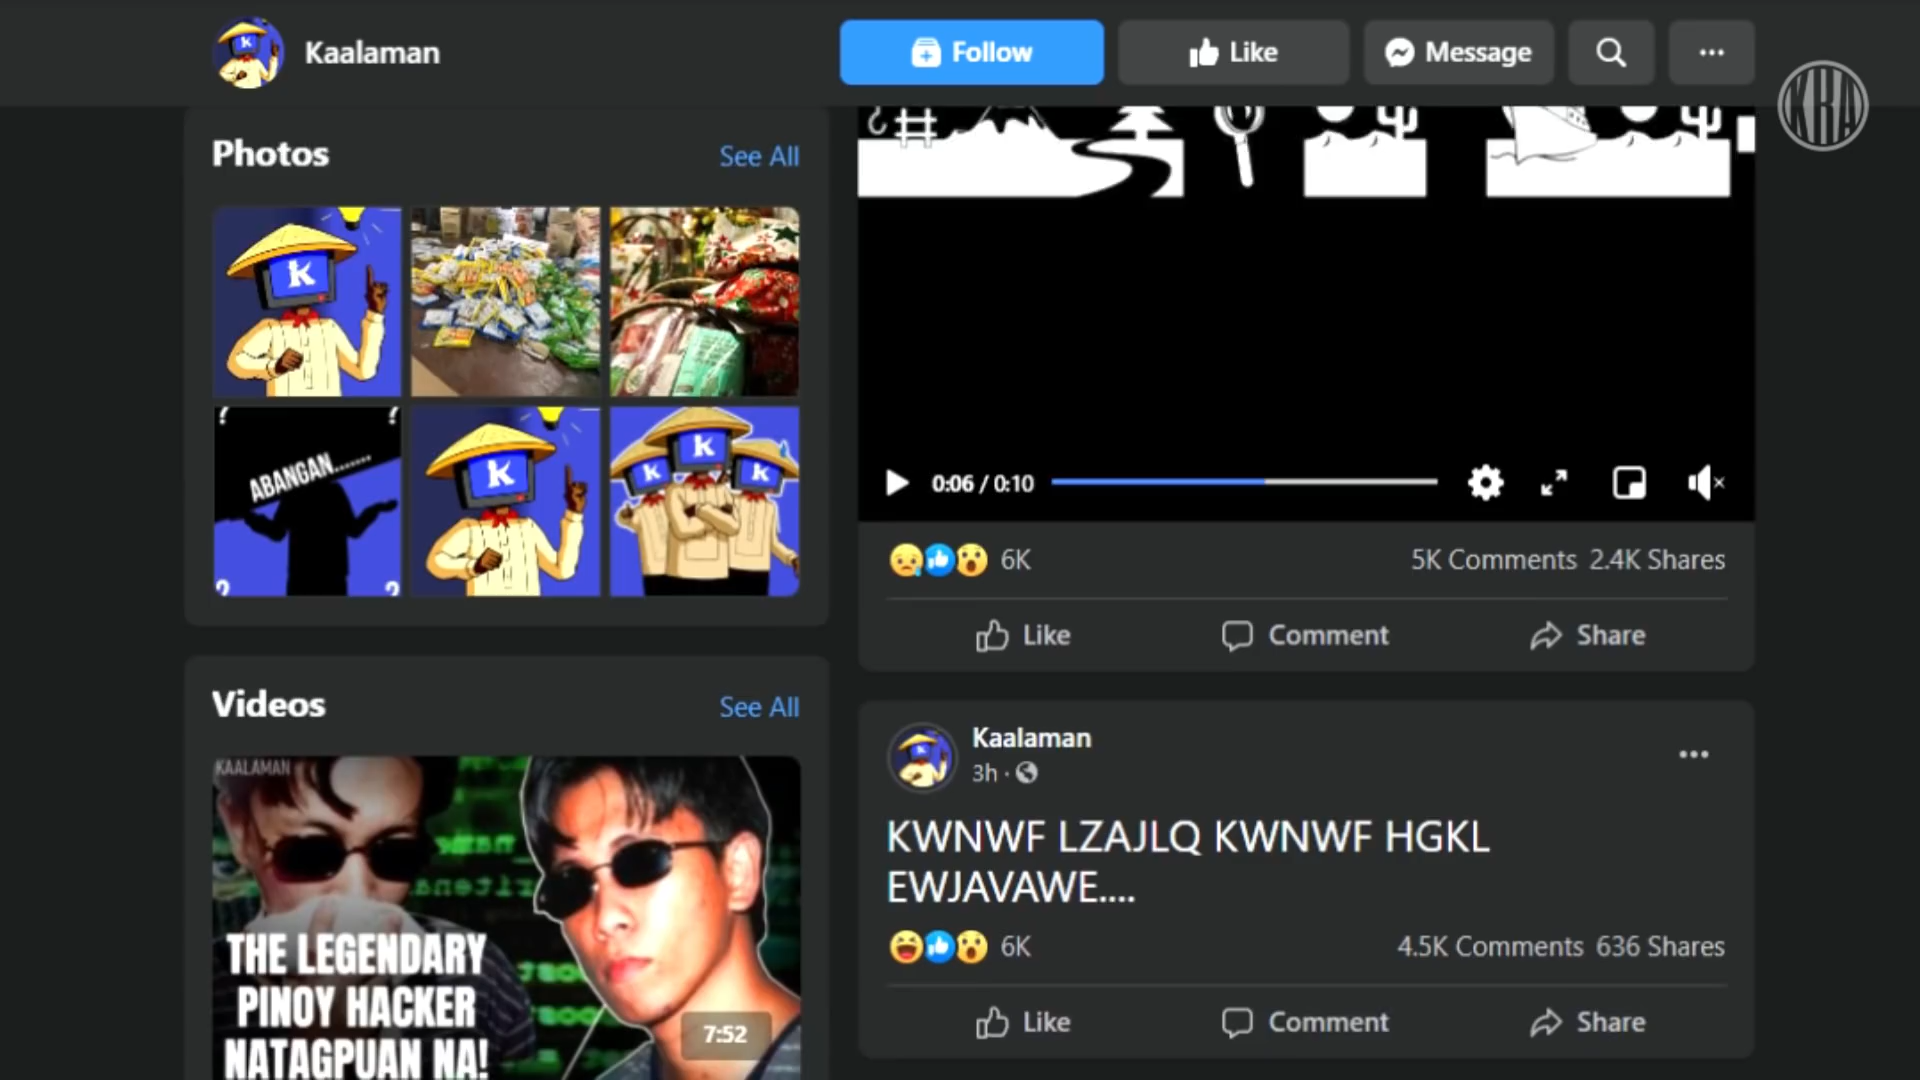 Kaalaman
Follow
Like
Message
KRA
Photos
See All
K
K
ABANGAN.......
K
K
K
K
0:06 / 0:10
6K
5K Comments 2.4K Shares
Like
Comment
Share
Videos
See All
KAALAMAN
THE LEGENDARY
PINOY HACKER
NATAGPUAN NA!
7:52
Kaalaman
3h ·
KWNWF LZAJLQ KWNWF HGKL
EWJAVAWE....
6K
4.5K Comments 636 Shares
Like
Comment
Share